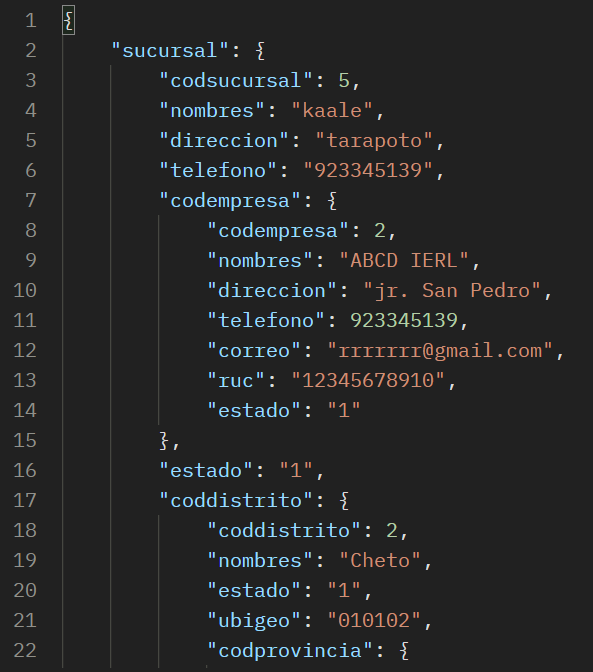 1 {
2 "sucursal": {
3 "codsucursal": 5,
4 "nombres": "kaale",
5 "direccion": "tarapoto",
6 "telefono": "923345139",
7 "codempresa": {
8 "codempresa": 2,
9 "nombres": "ABCD IERL",
10 "direccion": "jr. San Pedro",
11 "telefono": 923345139,
12 "correo": "rrrrrrr@gmail.com",
13 "ruc": "12345678910",
14 "estado": "1"
15 },
16 "estado": "1",
17 "coddistrito": {
18 "coddistrito": 2,
19 "nombres": "Cheto",
20 "estado": "1",
21 "ubigeo": "010102",
22 "codprovincia": {